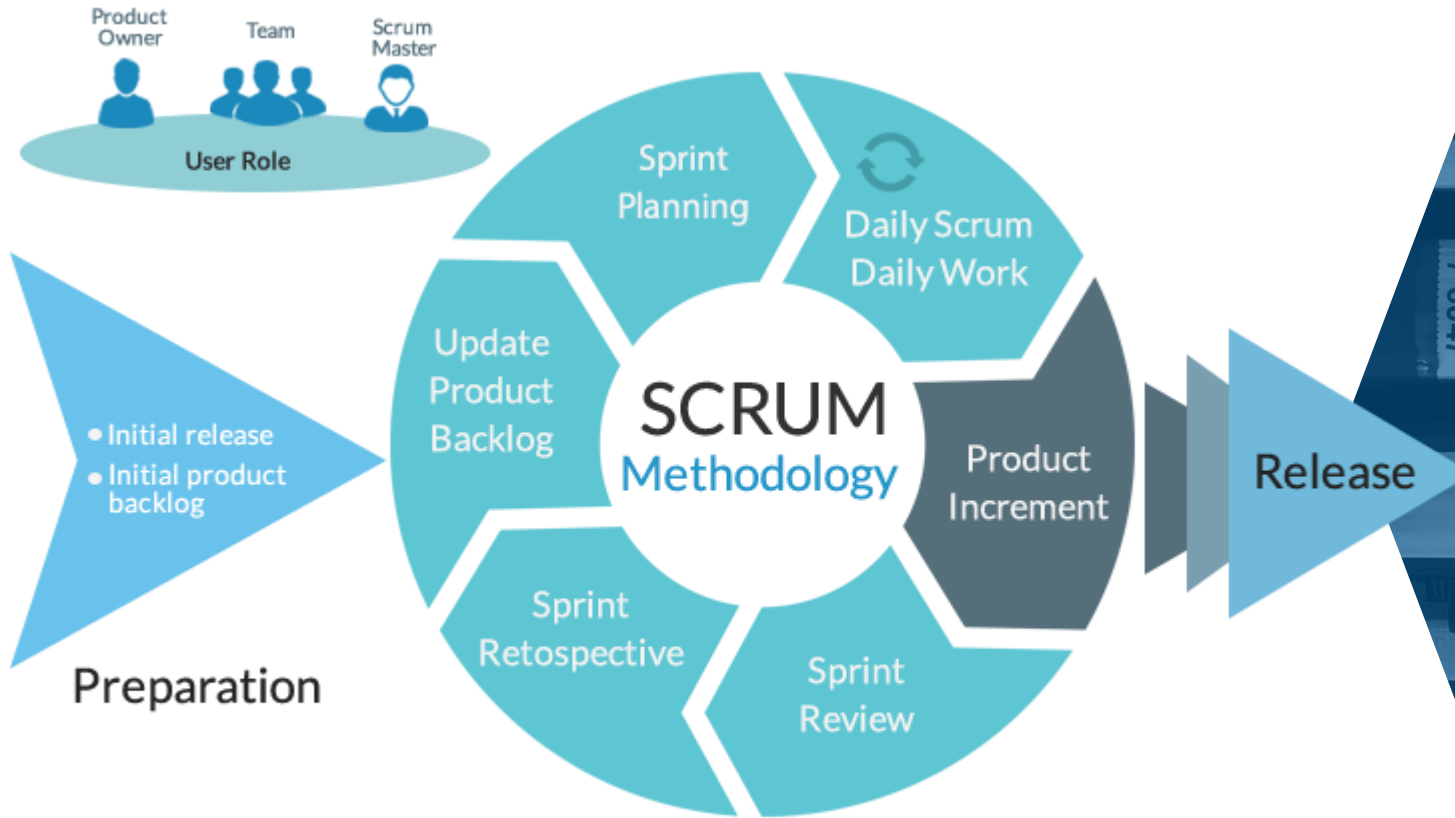 Product
Owner
Team
Scrum
Master
User Role
Sprint
Planning
Daily Scrum
Daily Work
Update
Product
Backlog
SCRUM
Methodology
Product
Increment
Release
• Initial release
• Initial product
backlog
Sprint
Retospective
Sprint
Review
Preparation